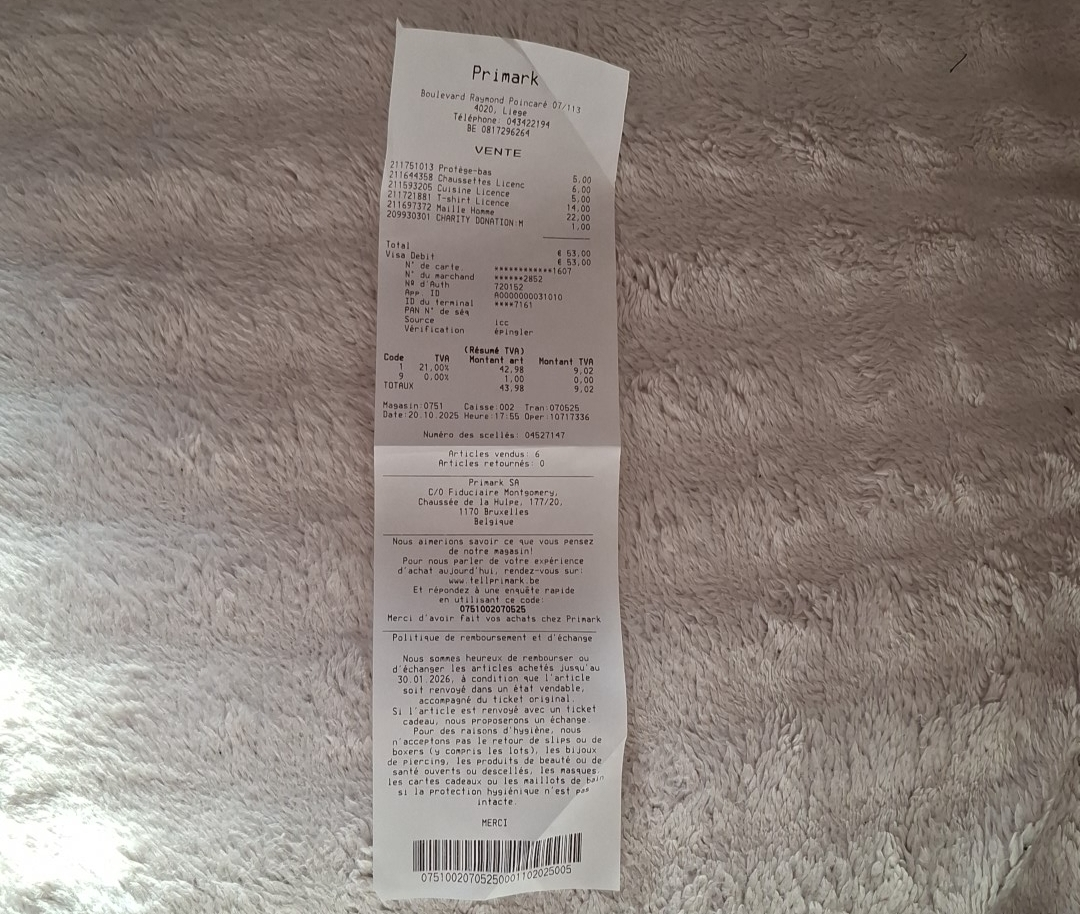 Primark
Boulevard Raymond Poincaré 07/113
4020, Liege
Téléphone: 043422194
BE 0817296264
VENTE
211751013 Protège-bas 5,00
211644358 Chaussettes Licenc 6,00
211593205 Cuisine Licence 5,00
211721881 T-shirt Licence 14,00
211697372 Maille Homme 22,00
209930301 CHARITY DONATION M 1,00
Total € 53,00
Visa Debit € 53,00
N° de carte ************1607
N° du marchand ******2852
Nº d'Auth 720152
App. ID A0000000031010
ID du terminal ****7161
PAN N° de séq
Source icc
Vérification épingler
(Résumé TVA)
Code TVA Montant art Montant TVA
1 21,00% 42,98 9,02
9 0,00% 1,00 0,00
TOTAUX 43,98 9,02
Magasin:0751 Caisse:002 Tran:070525
Date:20.10.2025 Heure:17:55 Oper:10717336
Numéro des scellés: 04527147
Articles vendus: 6
Articles retournés: 0
Primark SA
C/O Fiduciaire Montgomery,
Chaussée de la Hulpe, 177/20,
1170 Bruxelles
Belgique
Nous aimerions savoir ce que vous pensez
de notre magasin!
Pour nous parler de votre expérience
d'achat aujourd'hui, rendez-vous sur:
www.tellprimark.be
Et répondez à une enquête rapide
en utilisant ce code:
0751002070525
Merci d'avoir fait vos achats chez Primark
Politique de remboursement et d'échange
Nous sommes heureux de rembourser ou
d'échanger les articles achetés jusqu'au
30.01.2026, à condition que l'article
soit renvoyé dans un état vendable,
accompagné du ticket original.
Si l'article est renvoyé avec un ticket
cadeau, nous proposerons un échange.
Pour des raisons d'hygiène, nous
n'acceptons pas le retour de slips ou de
boxers (y compris les lots), les bijoux
de piercing, les produits de beauté ou de
santé ouverts ou descellés, les masques,
les cartes cadeaux ou les maillots de bain
si la protection hygiénique n'est pas
intacte.
MERCI
07510020705250001102025005